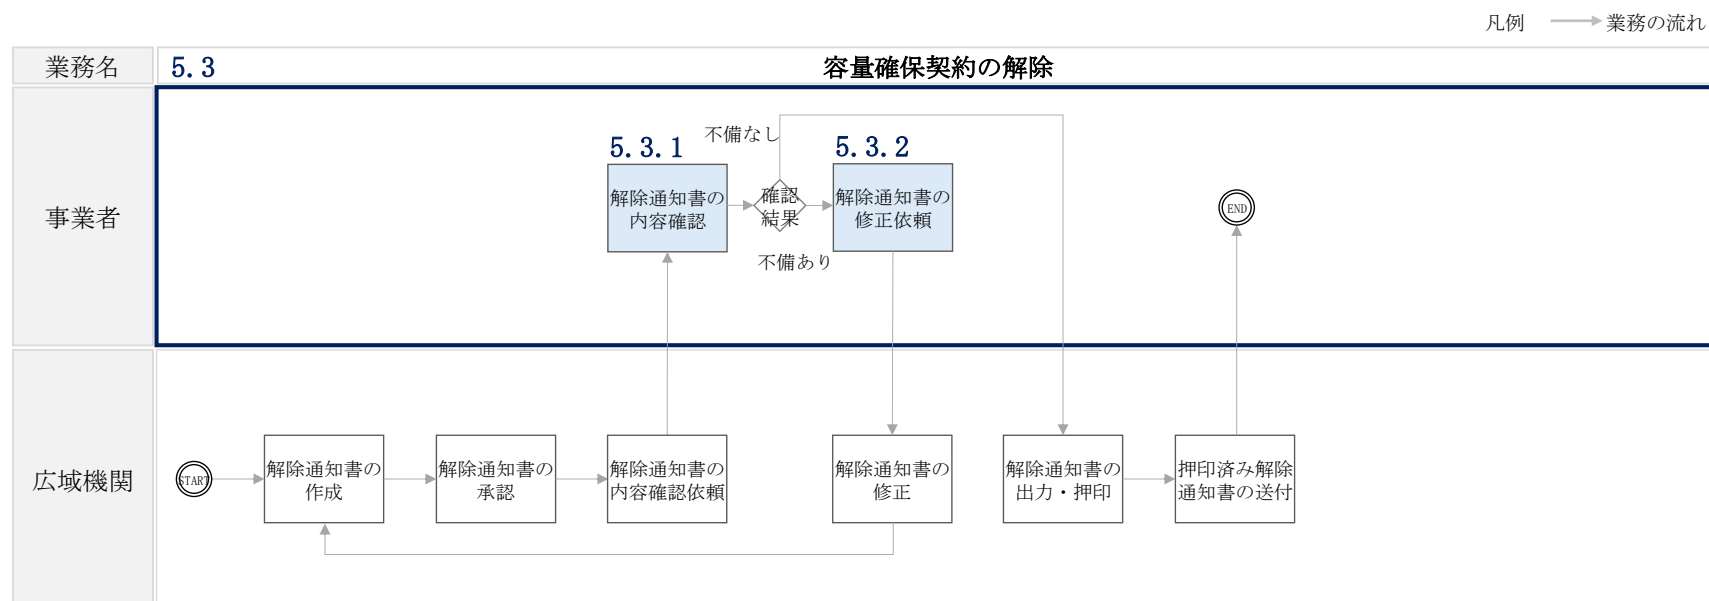 凡例
業務の流れ
業務名
5.3
容量確保契約の解除
事業者
5.3.1
解除通知書の
内容確認
不備なし
確認
結果
不備あり
5.3.2
解除通知書の
修正依頼
END
広域機関
START
解除通知書の
作成
解除通知書の
承認
解除通知書の
内容確認依頼
解除通知書の
修正
解除通知書の
出力・押印
押印済み解除
通知書の送付